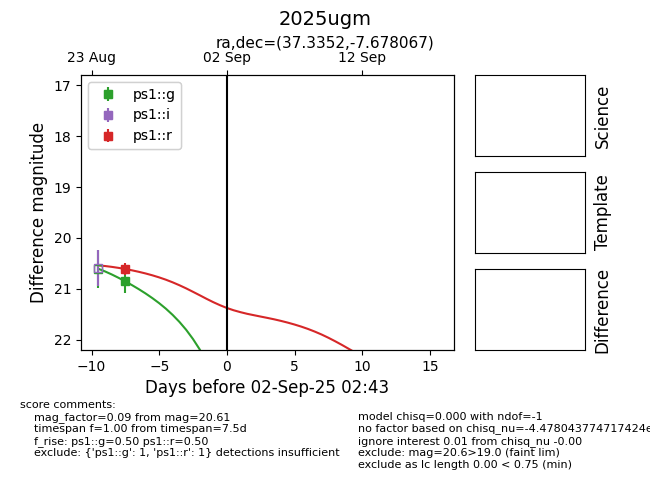 2025ugm
ra,dec=(37.3352,-7.678067)
23 Aug 02 Sep 12 Sep
17
18
19
20
21
22
Difference magnitude
ps1::g
ps1::i
ps1::r
−10 −5 0 5 10 15
Days before 02-Sep-25 02:43
Science
Template
Difference
score comments:
mag_factor=0.09 from mag=20.61
timespan f=1.00 from timespan=7.5d
f_rise: ps1::g=0.50 ps1::r=0.50
exclude: {'ps1::g': 1, 'ps1::r': 1} detections insufficient
model chisq=0.000 with ndof=-1
no factor based on chisq_nu=-4.478043774717424e
ignore interest 0.01 from chisq_nu -0.00
exclude: mag=20.6>19.0 (faint lim)
exclude as lc length 0.00 < 0.75 (min)